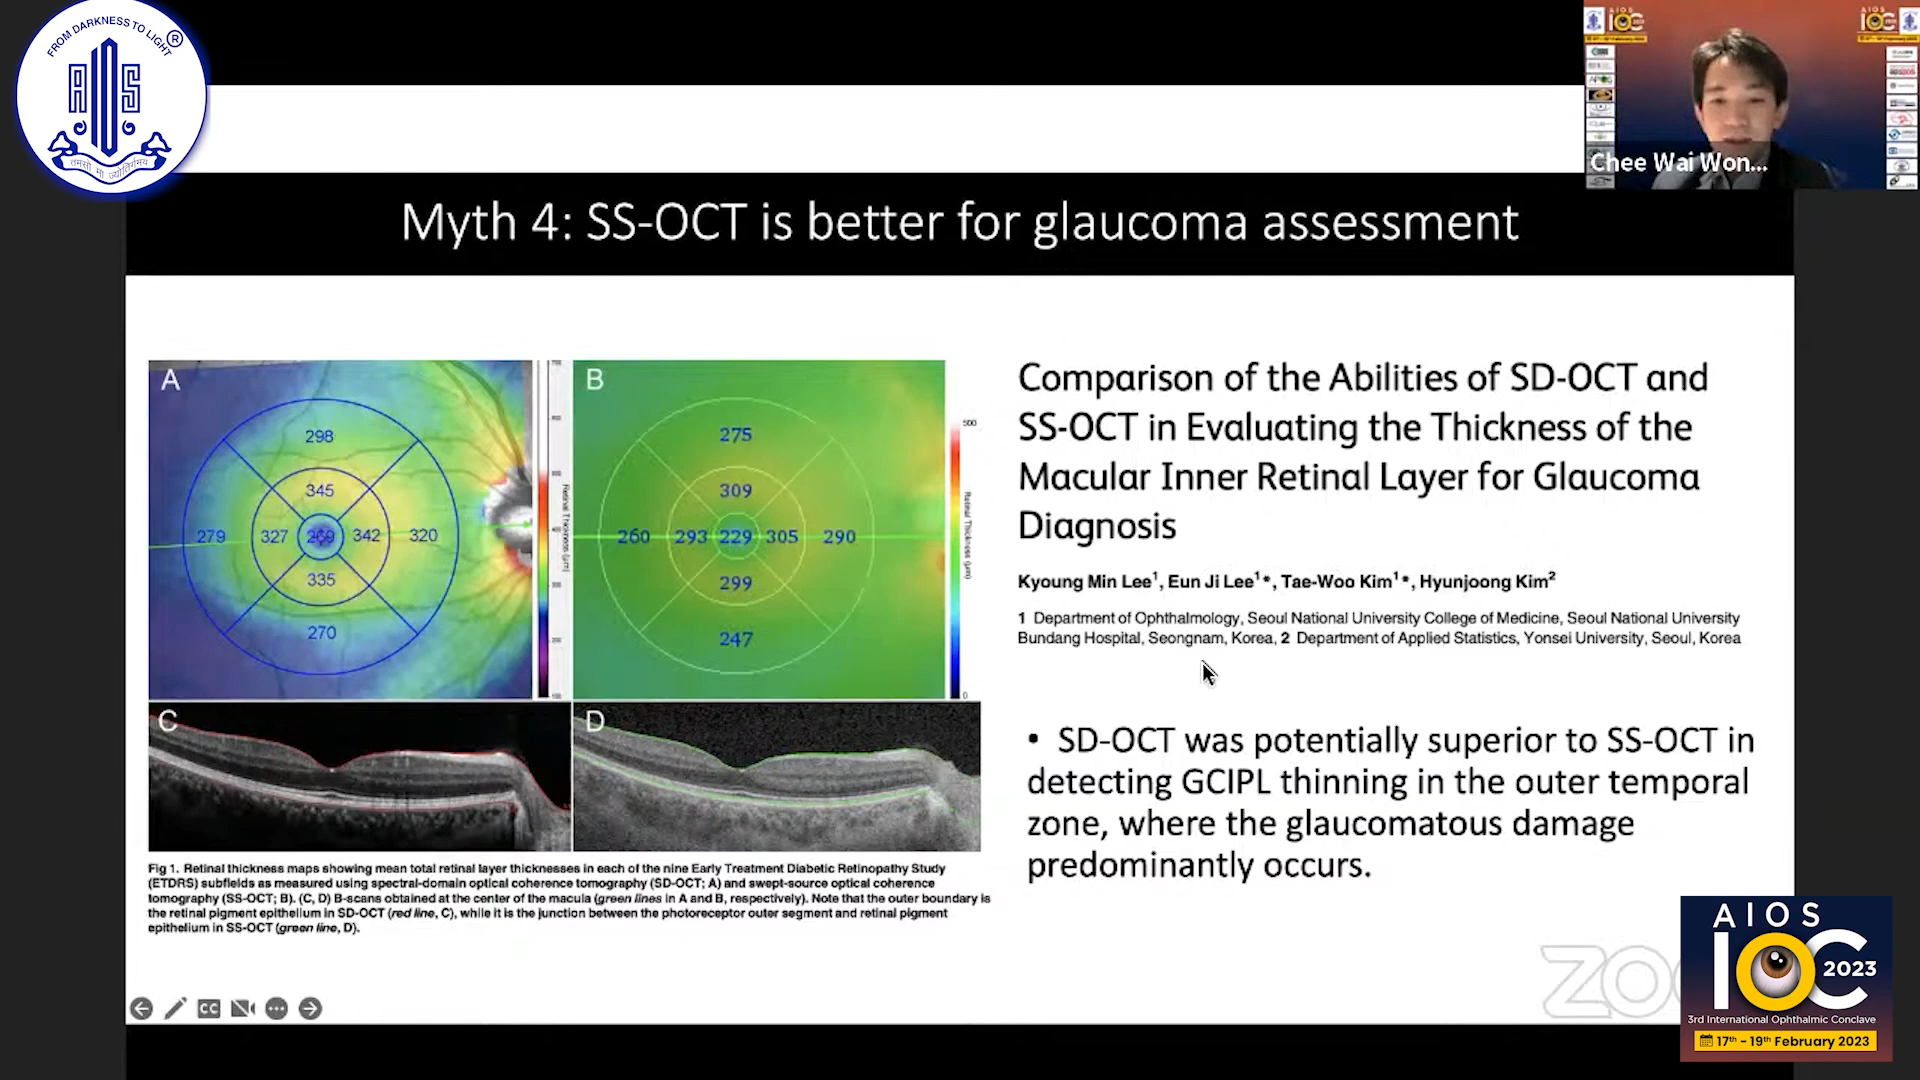 FROM DARKNESS TO LIGHT
®
AIOS
तमसो मा ज्योतिर्गमय
AIOS
IOC
AIOS
IOC
Chee Wai Won...
Myth 4: SS-OCT is better for glaucoma assessment
A
298
345
279 327 269 342 320
335
270
Retinal Thickness (µm)
B
275
309
260 293 229 305 290
299
247
500
0
Retinal Thickness (µm)
C
D
Fig 1. Retinal thickness maps showing mean total retinal layer thicknesses in each of the nine Early Treatment Diabetic Retinopathy Study
(ETDRS) subfields as measured using spectral-domain optical coherence tomography (SD-OCT; A) and swept-source optical coherence
tomography (SS-OCT; B). (C, D) B-scans obtained at the center of the macula (green lines in A and B, respectively). Note that the outer boundary is
the retinal pigment epithelium in SD-OCT (red line, C), while it is the junction between the photoreceptor outer segment and retinal pigment
epithelium in SS-OCT (green line, D).
Comparison of the Abilities of SD-OCT and
SS-OCT in Evaluating the Thickness of the
Macular Inner Retinal Layer for Glaucoma
Diagnosis
Kyoung Min Lee¹, Eun Ji Lee¹*, Tae-Woo Kim¹*, Hyunjoong Kim²
1 Department of Ophthalmology, Seoul National University College of Medicine, Seoul National University
Bundang Hospital, Seongnam, Korea, 2 Department of Applied Statistics, Yonsei University, Seoul, Korea
• SD-OCT was potentially superior to SS-OCT in
detecting GCIPL thinning in the outer temporal
zone, where the glaucomatous damage
predominantly occurs.
CC
ZO
AIOS
IOC 2023
3rd International Ophthalmic Conclave
17th - 19th February 2023